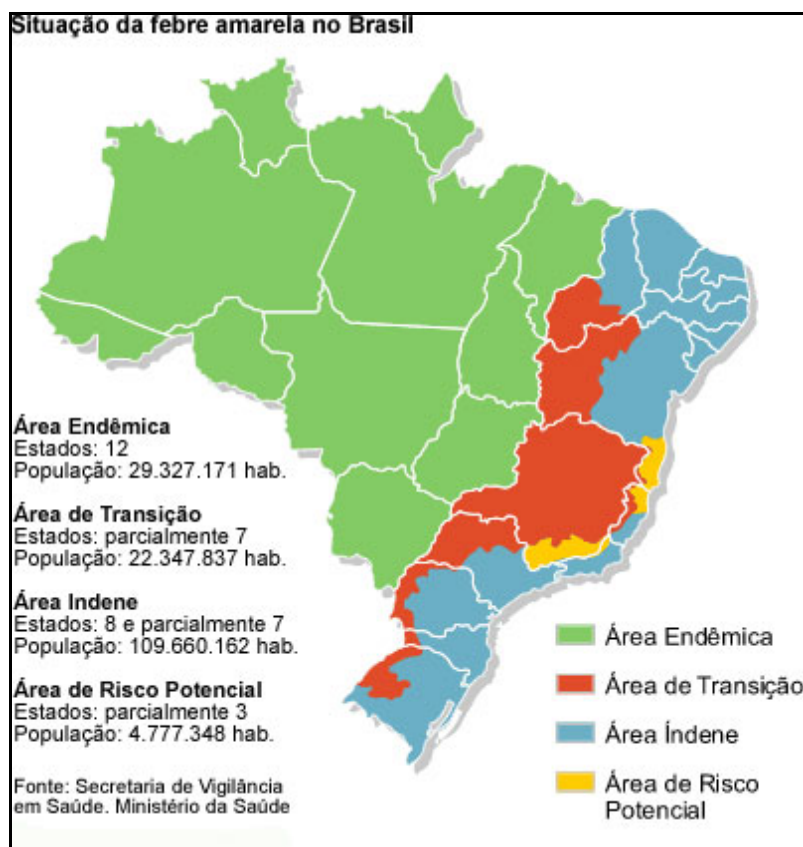 Situação da febre amarela no Brasil
Área Endêmica
Estados: 12
População: 29.327.171 hab.
Área de Transição
Estados: parcialmente 7
População: 22.347.837 hab.
Área Indene
Estados: 8 e parcialmente 7
População: 109.660.162 hab.
Área de Risco Potencial
Estados: parcialmente 3
População: 4.777.348 hab.
Fonte: Secretaria de Vigilância
em Saúde. Ministério da Saúde
Área Endêmica
Área de Transição
Área Índene
Área de Risco
Potencial